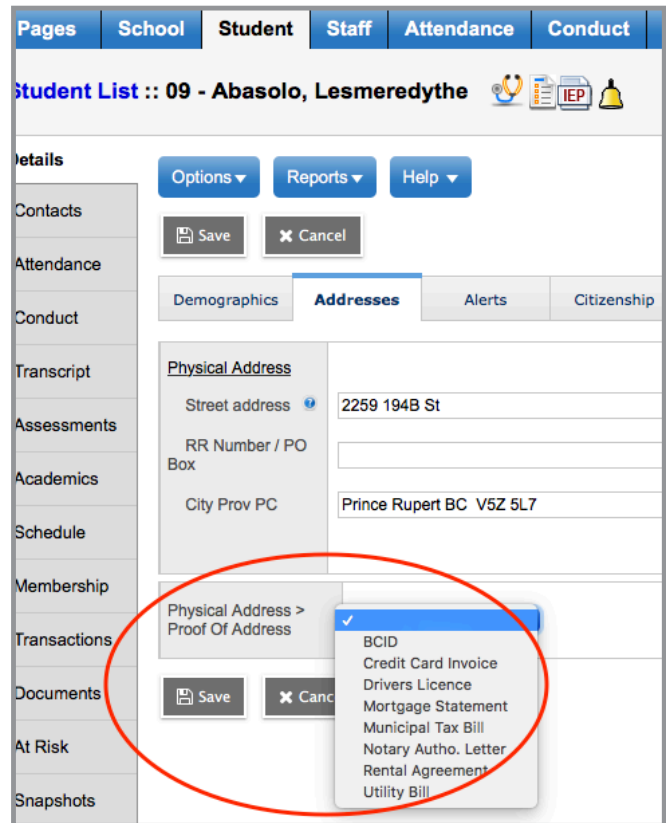 Pages School Student Staff Attendance Conduct
Student List :: 09 - Abasolo, Lesmeredythe IEP
Details
Contacts
Attendance
Conduct
Transcript
Assessments
Academics
Schedule
Membership
Transactions
Documents
At Risk
Snapshots
Options Reports Help
Save Cancel
Demographics Addresses Alerts Citizenship
Physical Address
Street address ? 2259 194B St
RR Number / PO
Box
City Prov PC Prince Rupert BC V5Z 5L7
Physical Address >
Proof Of Address
✓
BCID
Credit Card Invoice
Drivers Licence
Mortgage Statement
Municipal Tax Bill
Notary Autho. Letter
Rental Agreement
Utility Bill
Save Canc